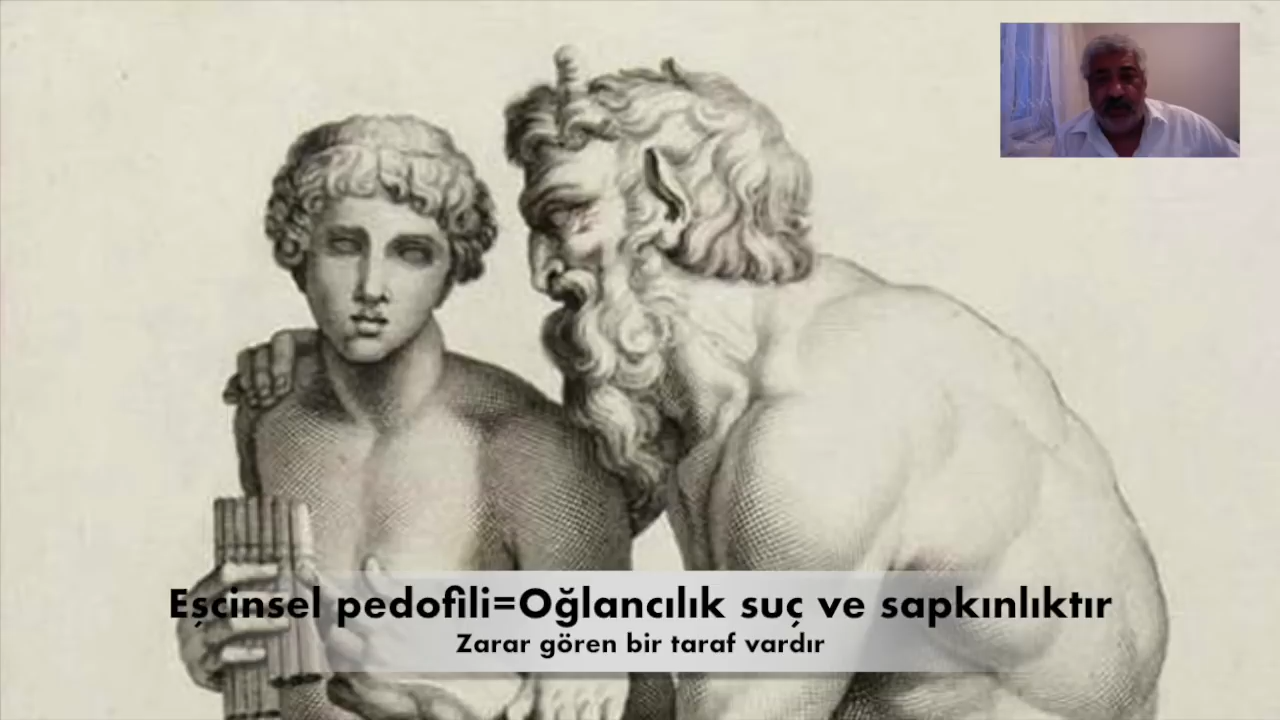 Eşcinsel pedofili=Oğlancılık suç ve sapkınlıktır
Zarar gören bir taraf vardır